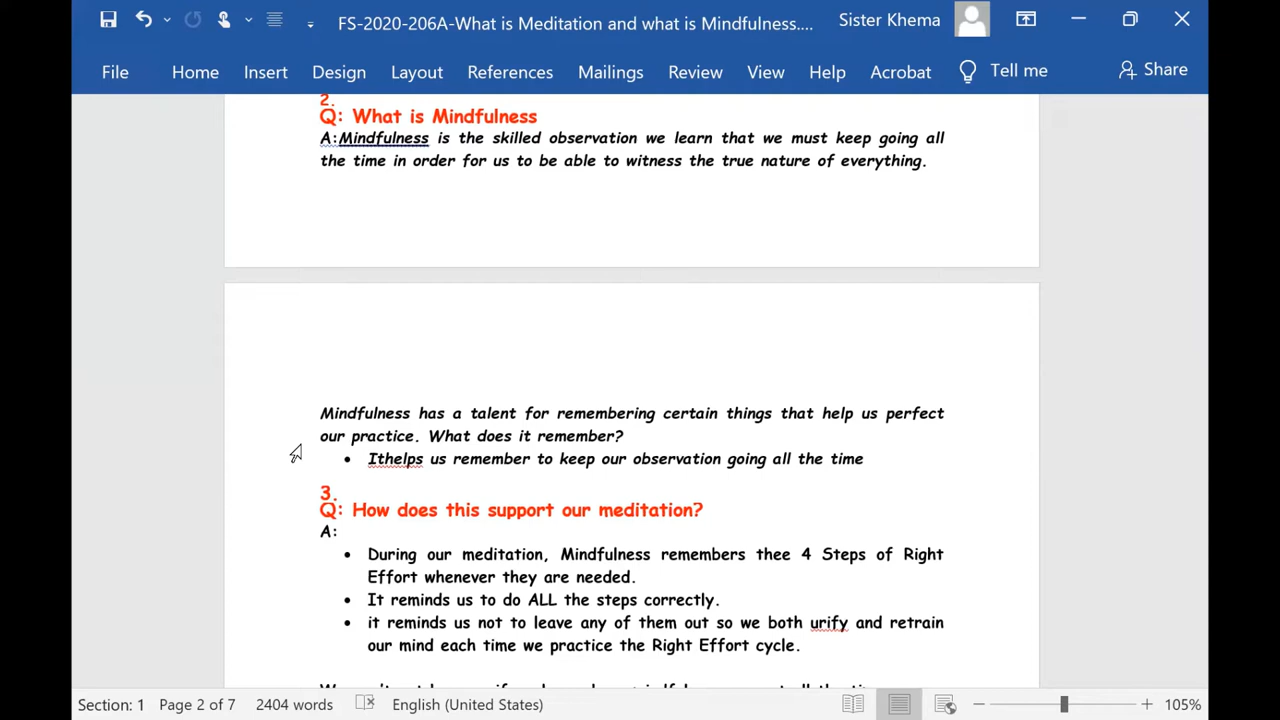 FS-2020-206A-What is Meditation and what is Mindfulness.... Sister Khema
File Home Insert Design Layout References Mailings Review View Help Acrobat Tell me Share
2.
Q: What is Mindfulness
A:Mindfulness is the skilled observation we learn that we must keep going all
the time in order for us to be able to witness the true nature of everything.
Mindfulness has a talent for remembering certain things that help us perfect
our practice. What does it remember?
• Ithelps us remember to keep our observation going all the time
3.
Q: How does this support our meditation?
A:
• During our meditation, Mindfulness remembers thee 4 Steps of Right
Effort whenever they are needed.
• It reminds us to do ALL the steps correctly.
• it reminds us not to leave any of them out so we both urify and retrain
our mind each time we practice the Right Effort cycle.
Section: 1 Page 2 of 7 2404 words English (United States) 105%